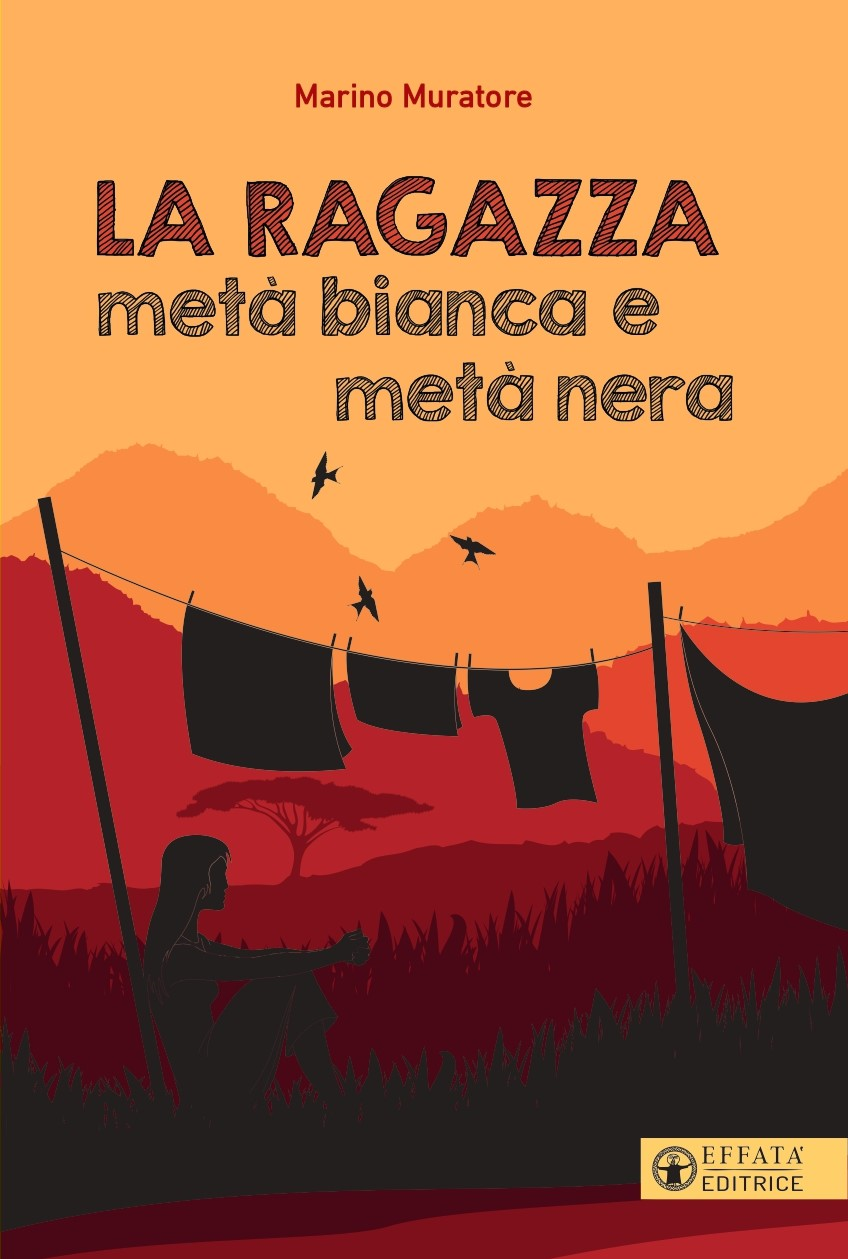 Marino Muratore
LA RAGAZZA
metà bianca e
metà nera
EFFATA'
EDITRICE